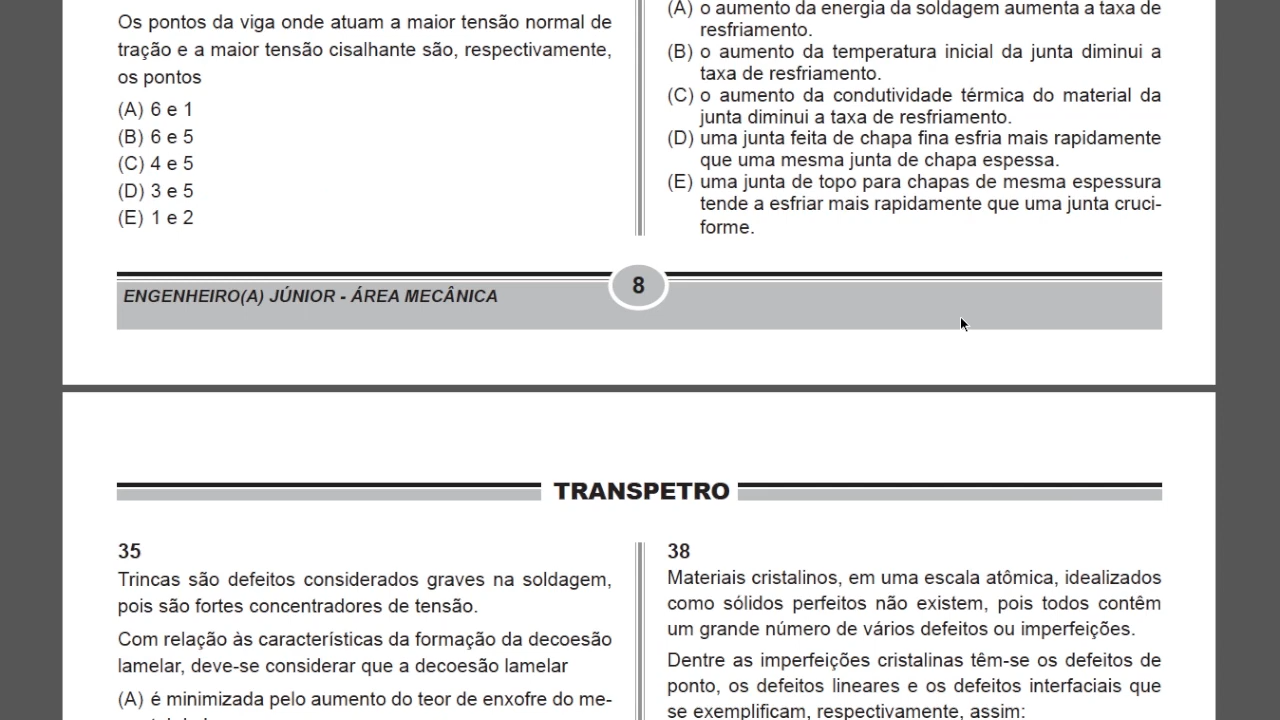 Os pontos da viga onde atuam a maior tensão normal de
tração e a maior tensão cisalhante são, respectivamente,
os pontos
(A) 6 e 1
(B) 6 e 5
(C) 4 e 5
(D) 3 e 5
(E) 1 e 2
(A) o aumento da energia da soldagem aumenta a taxa de
resfriamento.
(B) o aumento da temperatura inicial da junta diminui a
taxa de resfriamento.
(C) o aumento da condutividade térmica do material da
junta diminui a taxa de resfriamento.
(D) uma junta feita de chapa fina esfria mais rapidamente
que uma mesma junta de chapa espessa.
(E) uma junta de topo para chapas de mesma espessura
tende a esfriar mais rapidamente que uma junta cruci-
forme.
ENGENHEIRO(A) JÚNIOR - ÁREA MECÂNICA
8
TRANSPETRO
35
Trincas são defeitos considerados graves na soldagem,
pois são fortes concentradores de tensão.
Com relação às características da formação da decoesão
lamelar, deve-se considerar que a decoesão lamelar
(A) é minimizada pelo aumento do teor de enxofre do me-
38
Materiais cristalinos, em uma escala atômica, idealizados
como sólidos perfeitos não existem, pois todos contêm
um grande número de vários defeitos ou imperfeições.
Dentre as imperfeições cristalinas têm-se os defeitos de
ponto, os defeitos lineares e os defeitos interfaciais que
se exemplificam, respectivamente, assim: